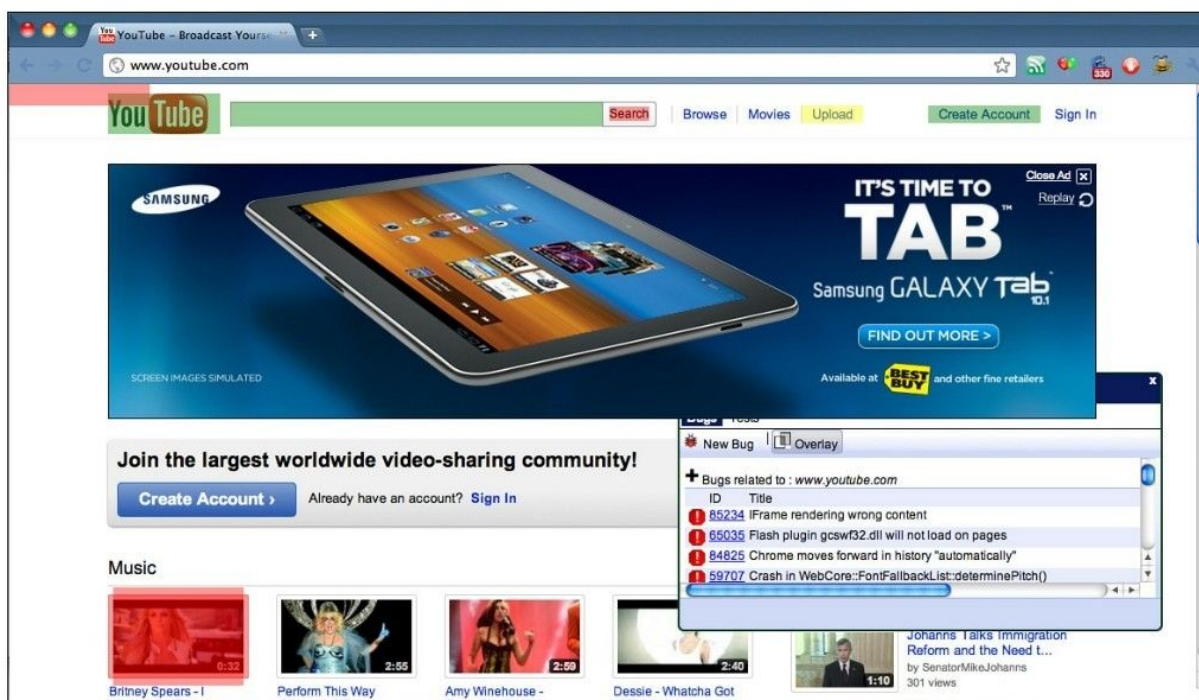 YouTube - Broadcast Yourse
www.youtube.com
330
You Tube
Search
Browse
Movies
Upload
Create Account
Sign In
SAMSUNG
IT'S TIME TO
TAB™
Samsung GALAXY Tab™
10.1
FIND OUT MORE >
Available at BEST BUY and other fine retailers
SCREEN IMAGES SIMULATED
Close Ad x
Replay
x
Bugs Tests
New Bug | Overlay
Bugs related to : www.youtube.com
ID Title
85234 IFrame rendering wrong content
65035 Flash plugin gcswf32.dll will not load on pages
84825 Chrome moves forward in history "automatically"
59707 Crash in WebCore::FontFallbackList::determinePitch()
Join the largest worldwide video-sharing community!
Create Account ›
Already have an account? Sign In
Music
0:32
2:55
2:59
2:40
1:10
Britney Spears - I
Perform This Way
Amy Winehouse -
Dessie - Whatcha Got
Johanns Talks Immigration
Reform and the Need t...
by SenatorMikeJohanns
301 views